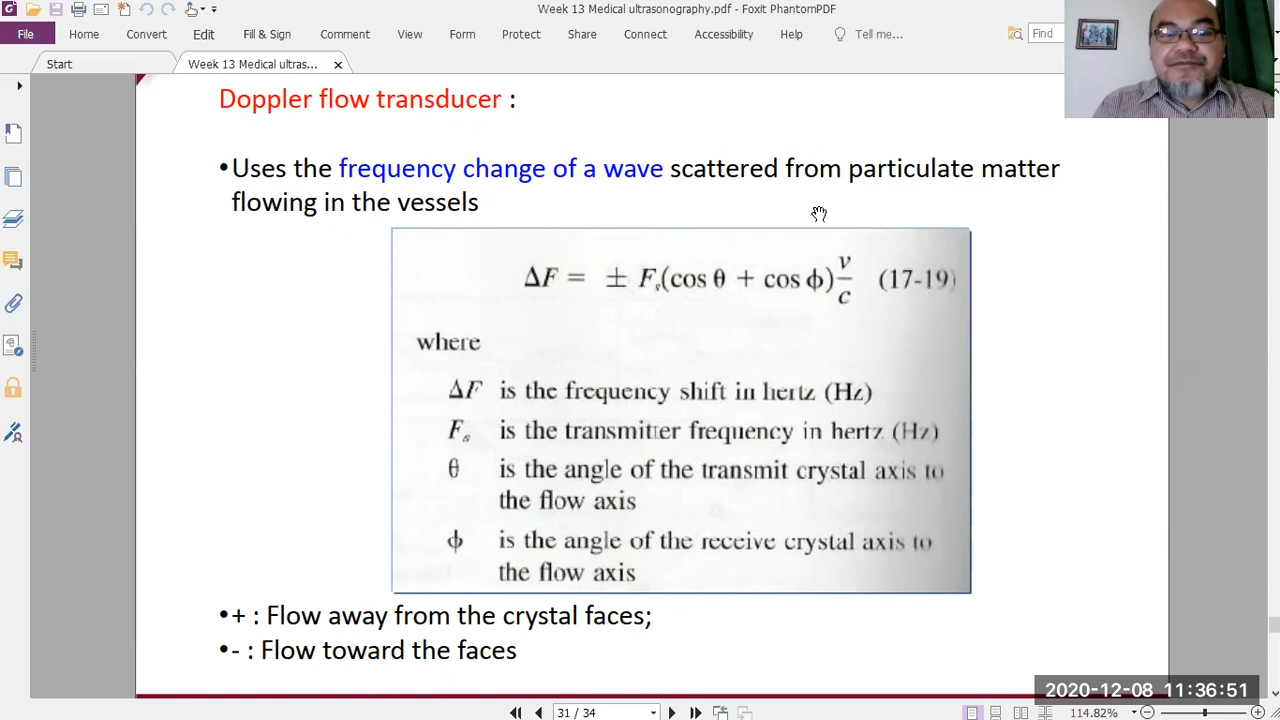 Week 13 Medical ultrasonography.pdf - Foxit PhantomPDF
File Home Convert Edit Fill & Sign Comment View Form Protect Share Connect Accessibility Help Tell me... Find
Start Week 13 Medical ultras...
Doppler flow transducer :
•Uses the frequency change of a wave scattered from particulate matter
flowing in the vessels
ΔF = ± Fs(cos θ + cos ϕ) v/c (17-19)
where
ΔF is the frequency shift in hertz (Hz)
Fs is the transmitter frequency in hertz (Hz)
θ is the angle of the transmit crystal axis to
the flow axis
ϕ is the angle of the receive crystal axis to
the flow axis
•+ : Flow away from the crystal faces;
•- : Flow toward the faces
2020-12-08 11:36:51
31 / 34 114.82%